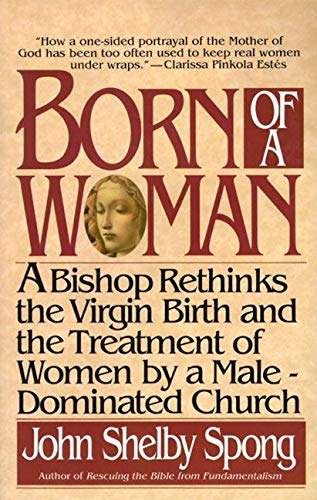 “How a one-sided portrayal of the Mother of
God has been too often used to keep real women
under wraps.”—Clarissa Pinkola Estés
BORN OF A
WOMAN
A Bishop Rethinks
the Virgin Birth and
the Treatment of
Women by a Male-
Dominated Church
John Shelby Spong
Author of Rescuing the Bible from Fundamentalism